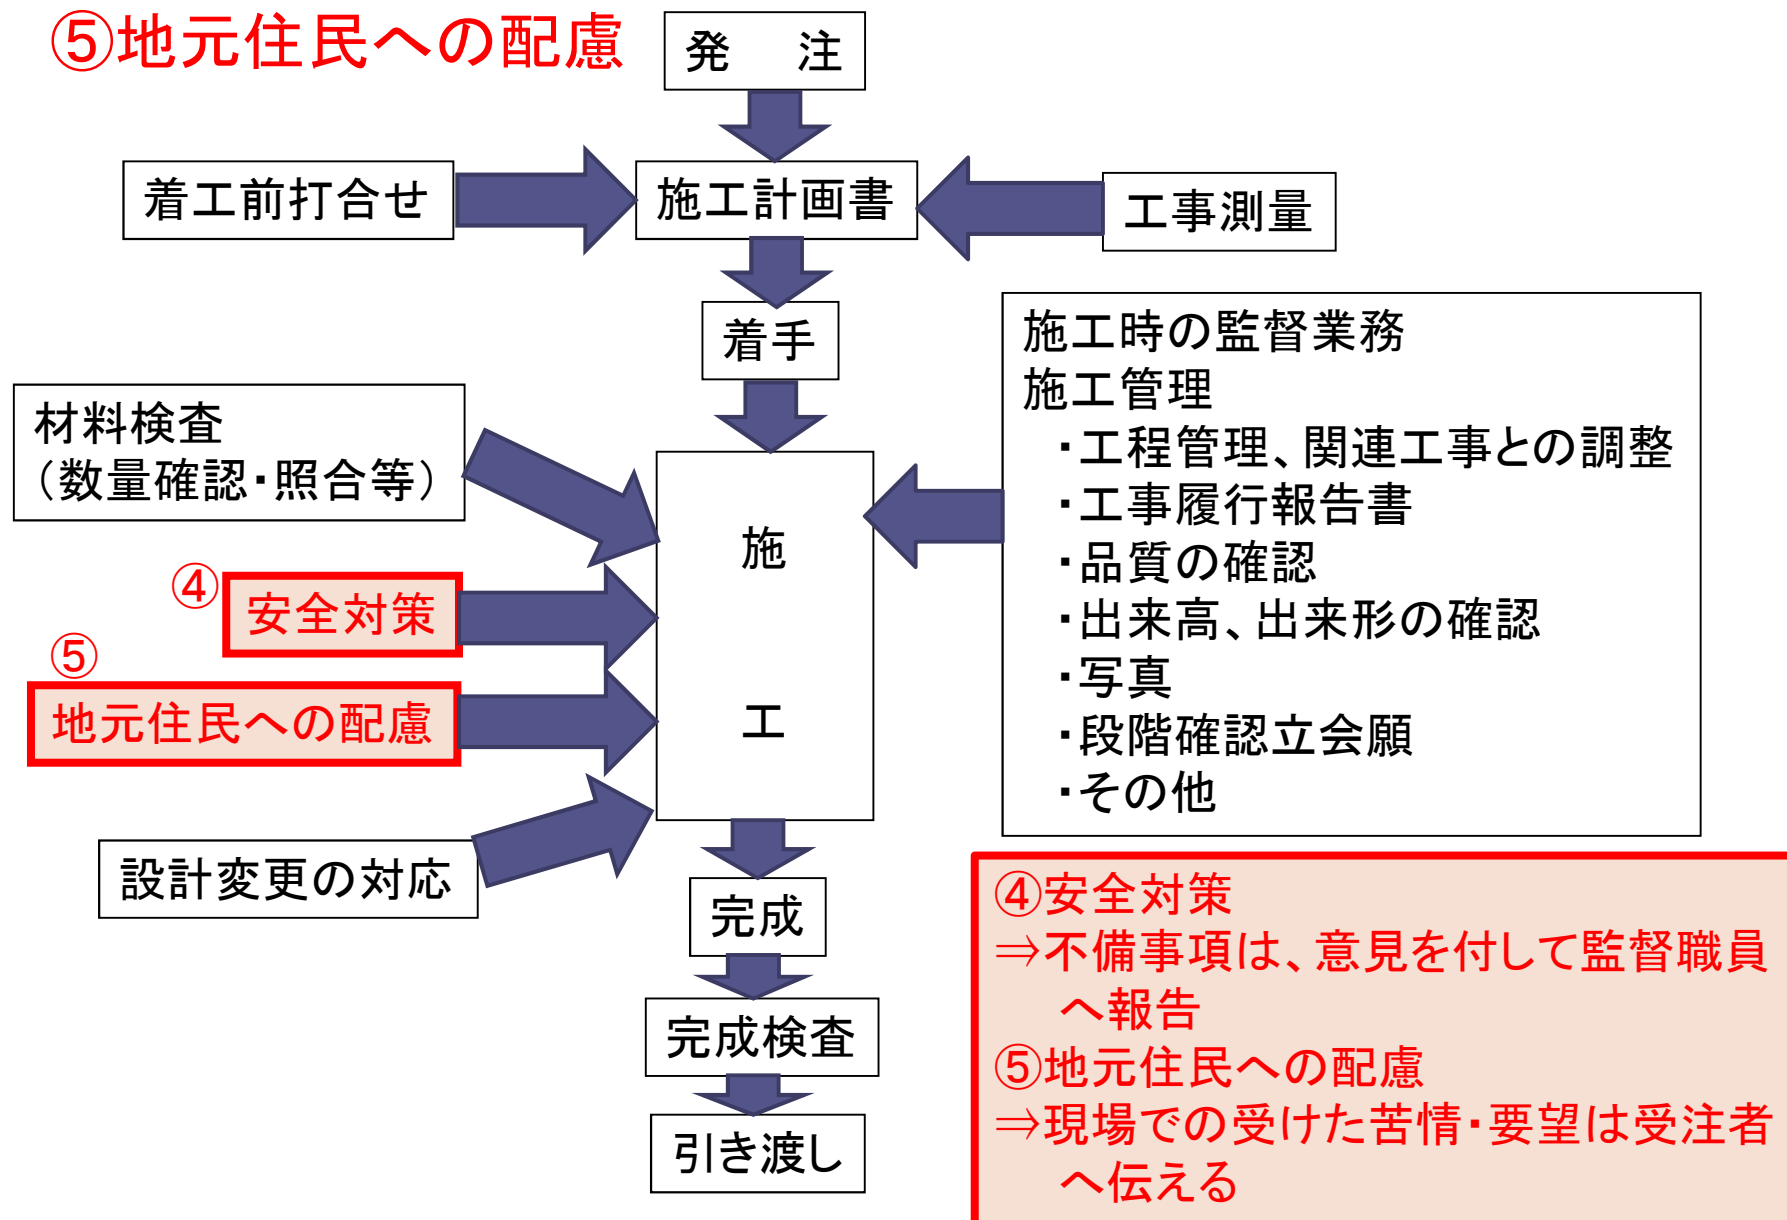 ⑤地元住民への配慮
発　注
着工前打合せ
施工計画書
工事測量
着手
施工時の監督業務
施工管理
・工程管理、関連工事との調整
・工事履行報告書
・品質の確認
・出来高、出来形の確認
・写真
・段階確認立会願
・その他
材料検査
（数量確認・照合等）
④
安全対策
⑤
地元住民への配慮
設計変更の対応
施
工
完成
完成検査
引き渡し
④安全対策
⇒不備事項は、意見を付して監督職員
へ報告
⑤地元住民への配慮
⇒現場での受けた苦情・要望は受注者
へ伝える